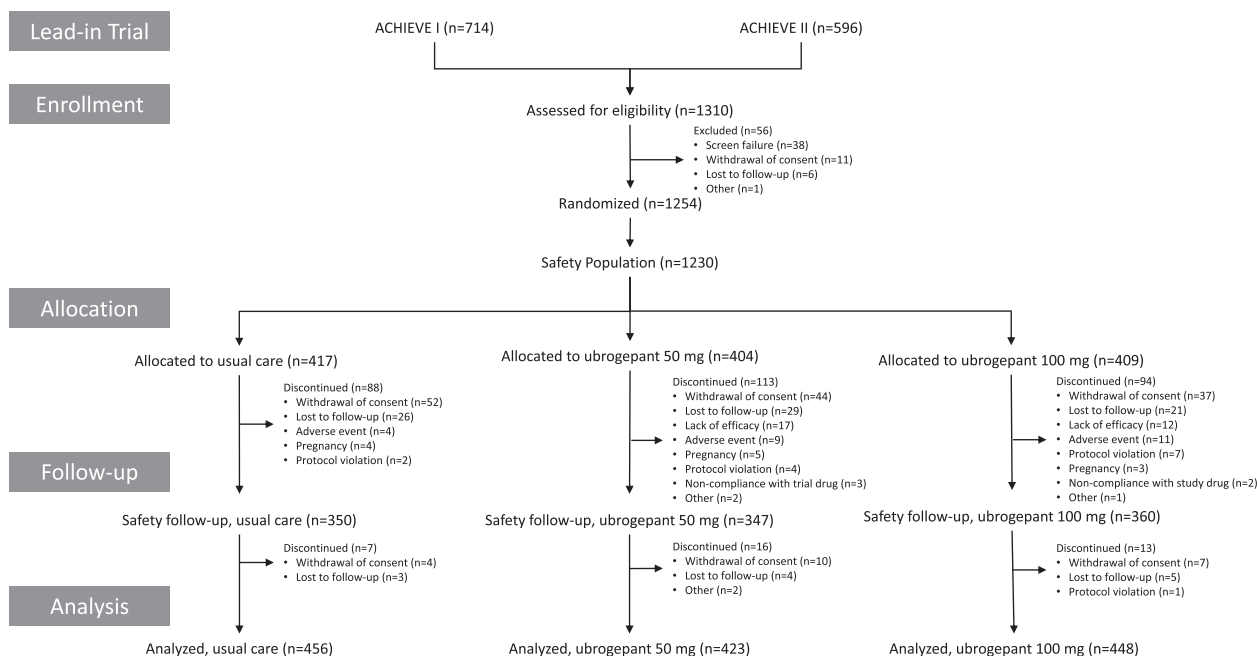 Lead-in Trial
ACHIEVE I (n=714)
ACHIEVE II (n=596)
Enrollment
Assessed for eligibility (n=1310)
Excluded (n=56)
• Screen failure (n=38)
• Withdrawal of consent (n=11)
• Lost to follow-up (n=6)
• Other (n=1)
Randomized (n=1254)
Safety Population (n=1230)
Allocation
Allocated to usual care (n=417)
Discontinued (n=88)
• Withdrawal of consent (n=52)
• Lost to follow-up (n=26)
• Adverse event (n=4)
• Pregnancy (n=4)
• Protocol violation (n=2)
Allocated to ubrogepant 50 mg (n=404)
Discontinued (n=113)
• Withdrawal of consent (n=44)
• Lost to follow-up (n=29)
• Lack of efficacy (n=17)
• Adverse event (n=9)
• Pregnancy (n=5)
• Protocol violation (n=4)
• Non-compliance with trial drug (n=3)
• Other (n=2)
Allocated to ubrogepant 100 mg (n=409)
Discontinued (n=94)
• Withdrawal of consent (n=37)
• Lost to follow-up (n=21)
• Lack of efficacy (n=12)
• Adverse event (n=11)
• Protocol violation (n=7)
• Pregnancy (n=3)
• Non-compliance with study drug (n=2)
• Other (n=1)
Follow-up
Safety follow-up, usual care (n=350)
Discontinued (n=7)
• Withdrawal of consent (n=4)
• Lost to follow-up (n=3)
Safety follow-up, ubrogepant 50 mg (n=347)
Discontinued (n=16)
• Withdrawal of consent (n=10)
• Lost to follow-up (n=4)
• Other (n=2)
Safety follow-up, ubrogepant 100 mg (n=360)
Discontinued (n=13)
• Withdrawal of consent (n=7)
• Lost to follow-up (n=5)
• Protocol violation (n=1)
Analysis
Analyzed, usual care (n=456)
Analyzed, ubrogepant 50 mg (n=423)
Analyzed, ubrogepant 100 mg (n=448)